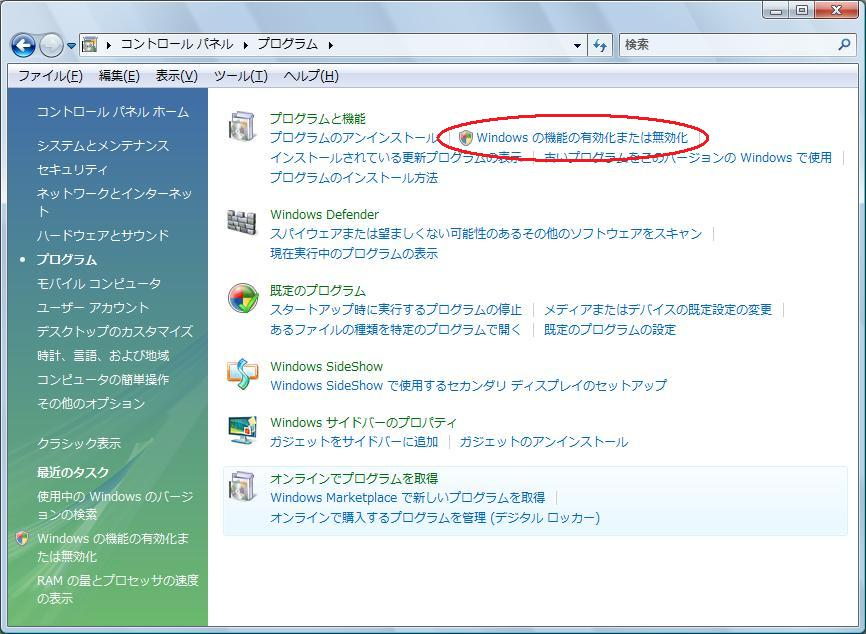 コントロール パネル ▸ プログラム ▸
検索
ファイル(F) 編集(E) 表示(V) ツール(T) ヘルプ(H)
コントロール パネル ホーム
システムとメンテナンス
セキュリティ
ネットワークとインターネッ
ト
ハードウェアとサウンド
プログラム
モバイル コンピュータ
ユーザー アカウント
デスクトップのカスタマイズ
時計、言語、および地域
コンピュータの簡単操作
その他のオプション
クラシック表示
最近のタスク
使用中の Windows のバージ
ョンの検索
Windows の機能の有効化ま
たは無効化
RAM の量とプロセッサの速度
の表示
プログラムと機能
プログラムのアンインストール Windows の機能の有効化または無効化
インストールされている更新プログラムの表示 古いプログラムをこのバージョンの Windows で使用
プログラムのインストール方法
Windows Defender
スパイウェアまたは望ましくない可能性のあるその他のソフトウェアをスキャン
現在実行中のプログラムの表示
既定のプログラム
スタートアップ時に実行するプログラムの停止 メディアまたはデバイスの既定設定の変更
あるファイルの種類を特定のプログラムで開く 既定のプログラムの設定
Windows SideShow
Windows SideShow で使用するセカンダリ ディスプレイのセットアップ
Windows サイドバーのプロパティ
ガジェットをサイドバーに追加 ガジェットのアンインストール
オンラインでプログラムを取得
Windows Marketplace で新しいプログラムを取得
オンラインで購入するプログラムを管理 (デジタル ロッカー)